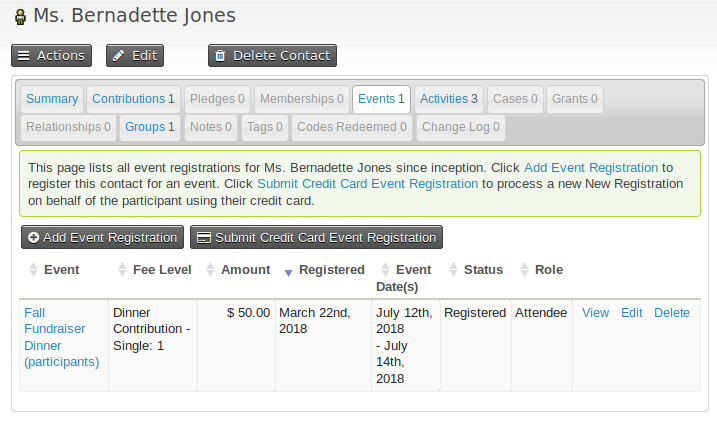 Ms. Bernadette Jones
Actions Edit Delete Contact
Summary Contributions 1 Pledges 0 Memberships 0 Events 1 Activities 3 Cases 0 Grants 0
Relationships 0 Groups 1 Notes 0 Tags 0 Codes Redeemed 0 Change Log 0
This page lists all event registrations for Ms. Bernadette Jones since inception. Click Add Event Registration to
register this contact for an event. Click Submit Credit Card Event Registration to process a new New Registration
on behalf of the participant using their credit card.
Add Event Registration Submit Credit Card Event Registration
Event Fee Level Amount Registered Event Status Role
Date(s)
Fall Dinner $ 50.00 March 22nd, July 12th, Registered Attendee View Edit Delete
Fundraiser Contribution - 2018 2018
Dinner Single: 1 - July
(participants) 14th,
2018